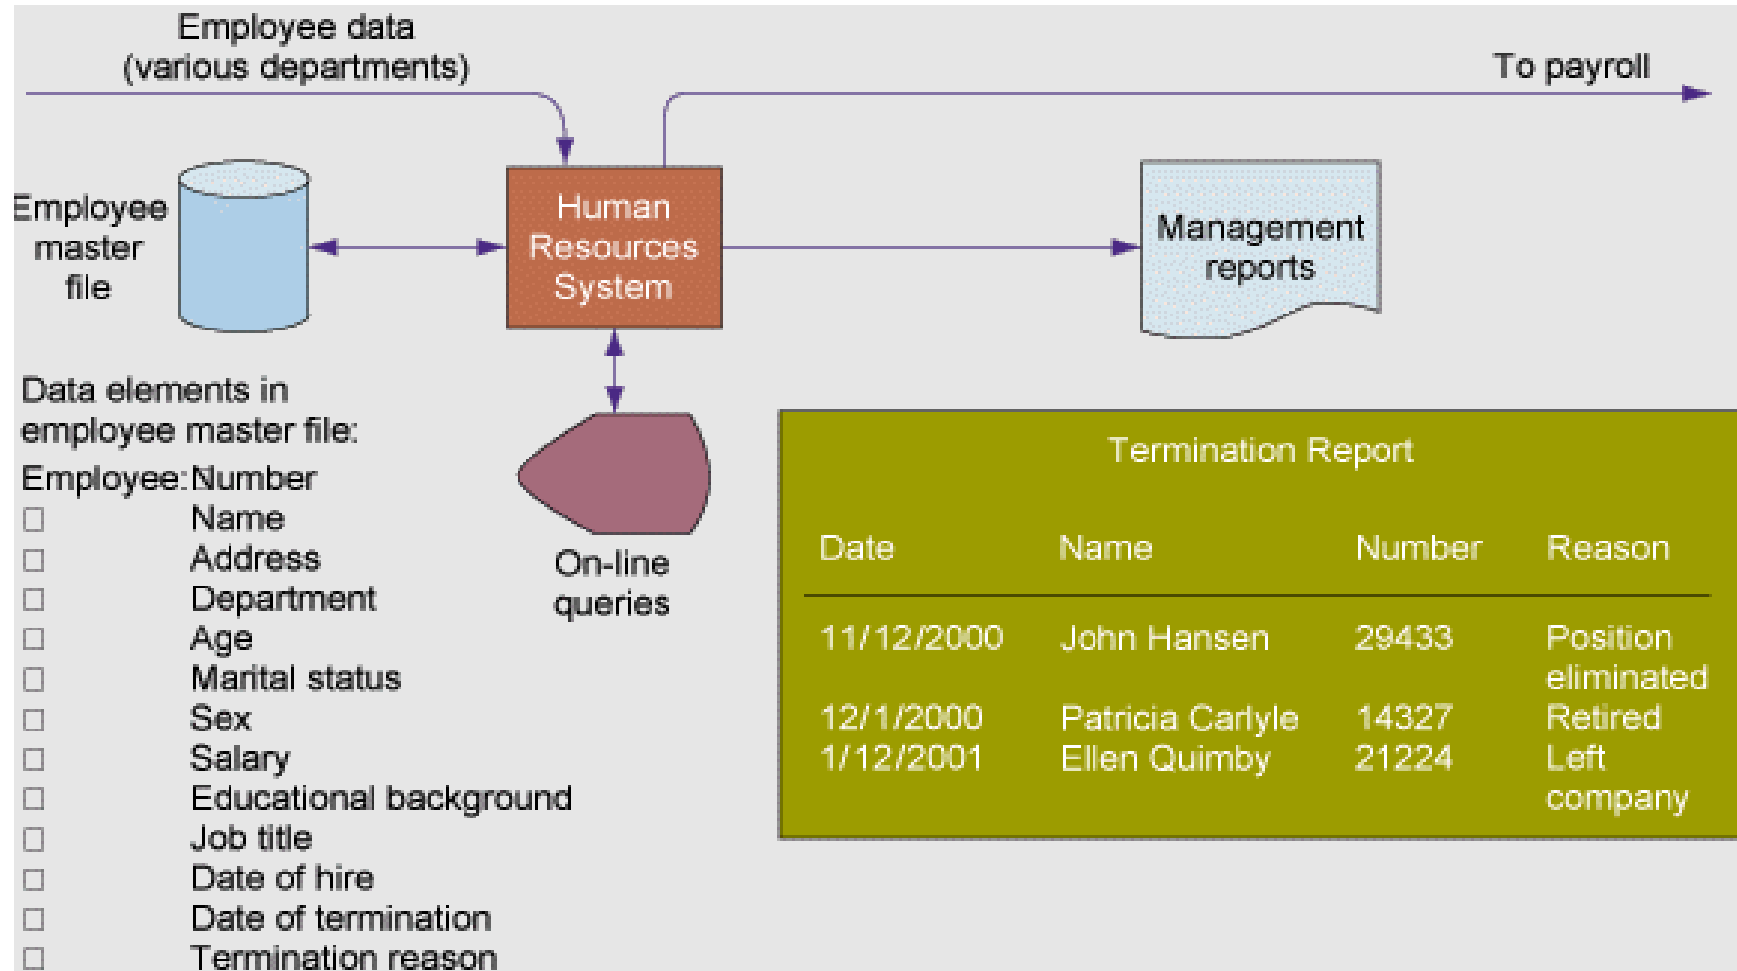 Employee data
(various departments)
To payroll
Employee
master
file
Human
Resources
System
Management
reports
On-line
queries
Data elements in
employee master file:
Employee: Number
Name
Address
Department
Age
Marital status
Sex
Salary
Educational background
Job title
Date of hire
Date of termination
Termination reason
Termination Report
Date Name Number Reason
11/12/2000 John Hansen 29433 Position
eliminated
12/1/2000 Patricia Carlyle 14327 Retired
1/12/2001 Ellen Quimby 21224 Left
company